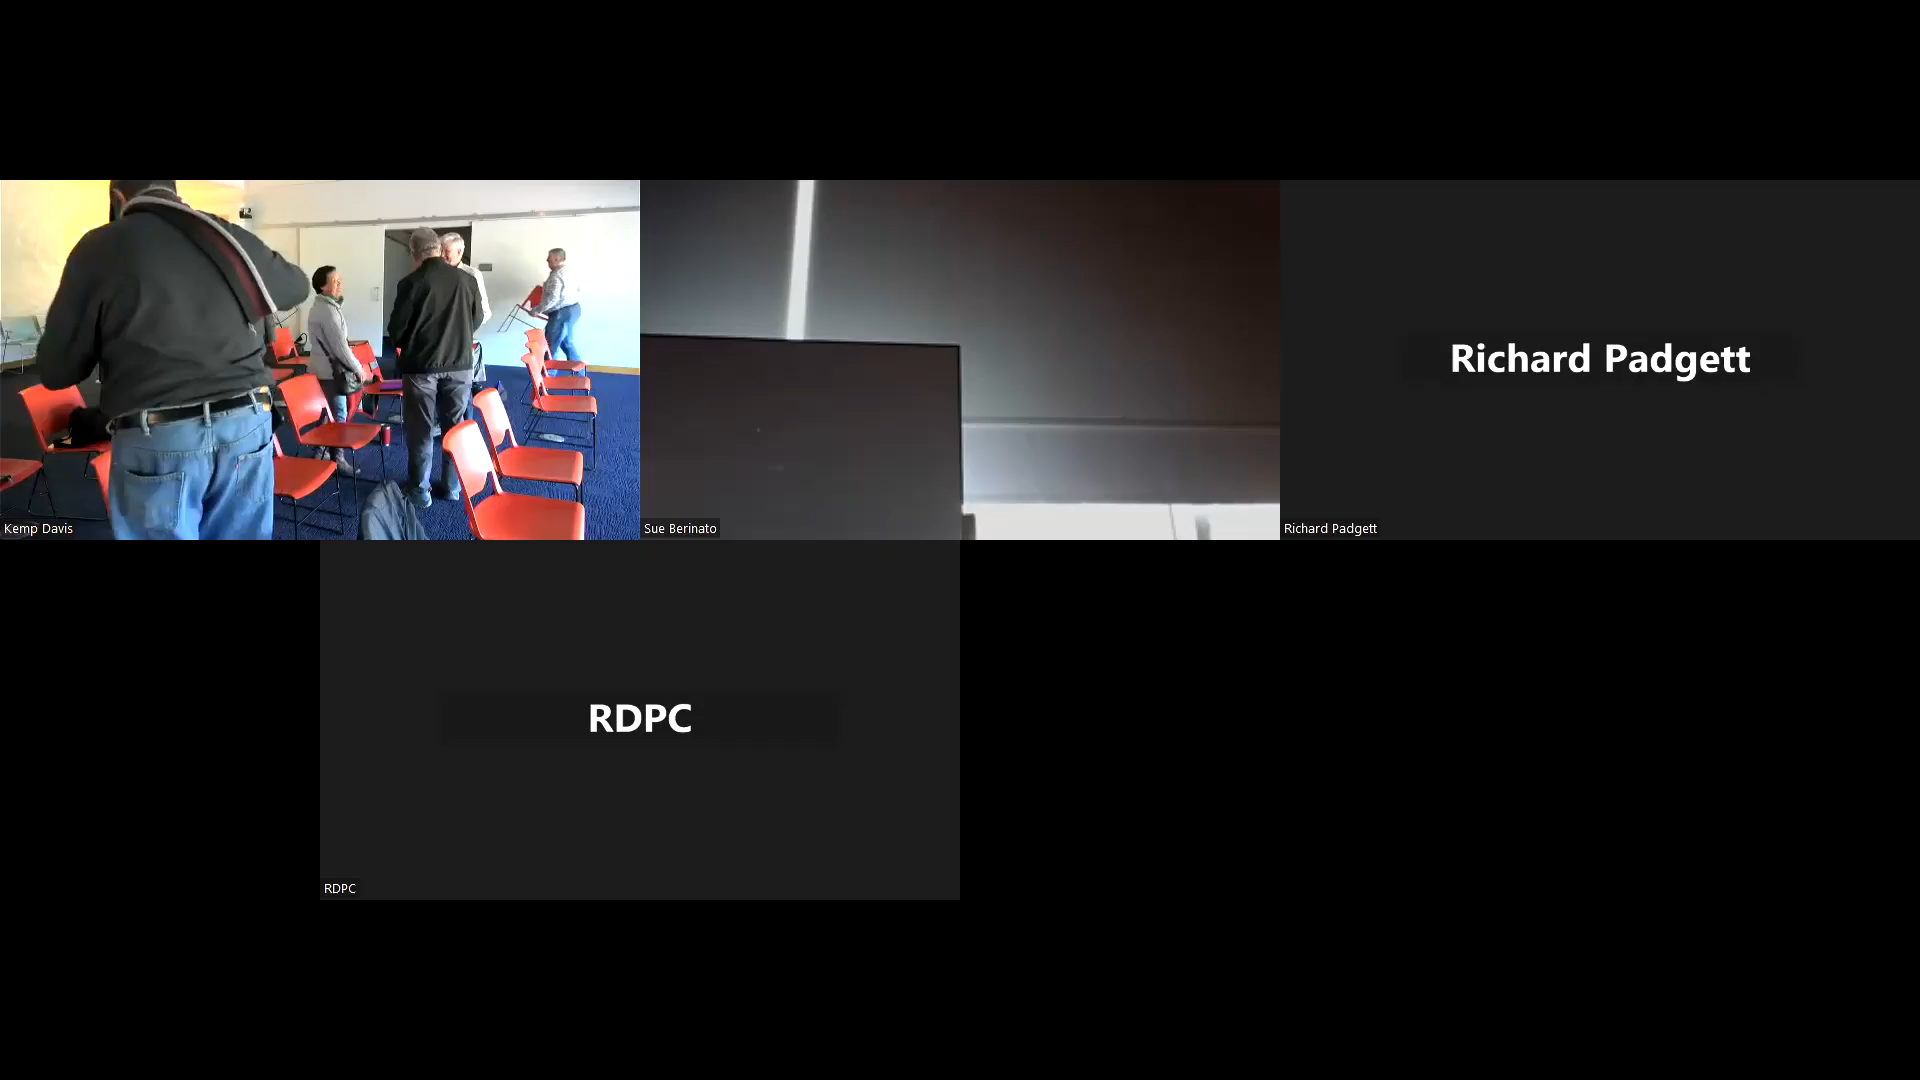 Richard Padgett
Kemp Davis
Sue Berinato
Richard Padgett
RDPC
RDPC